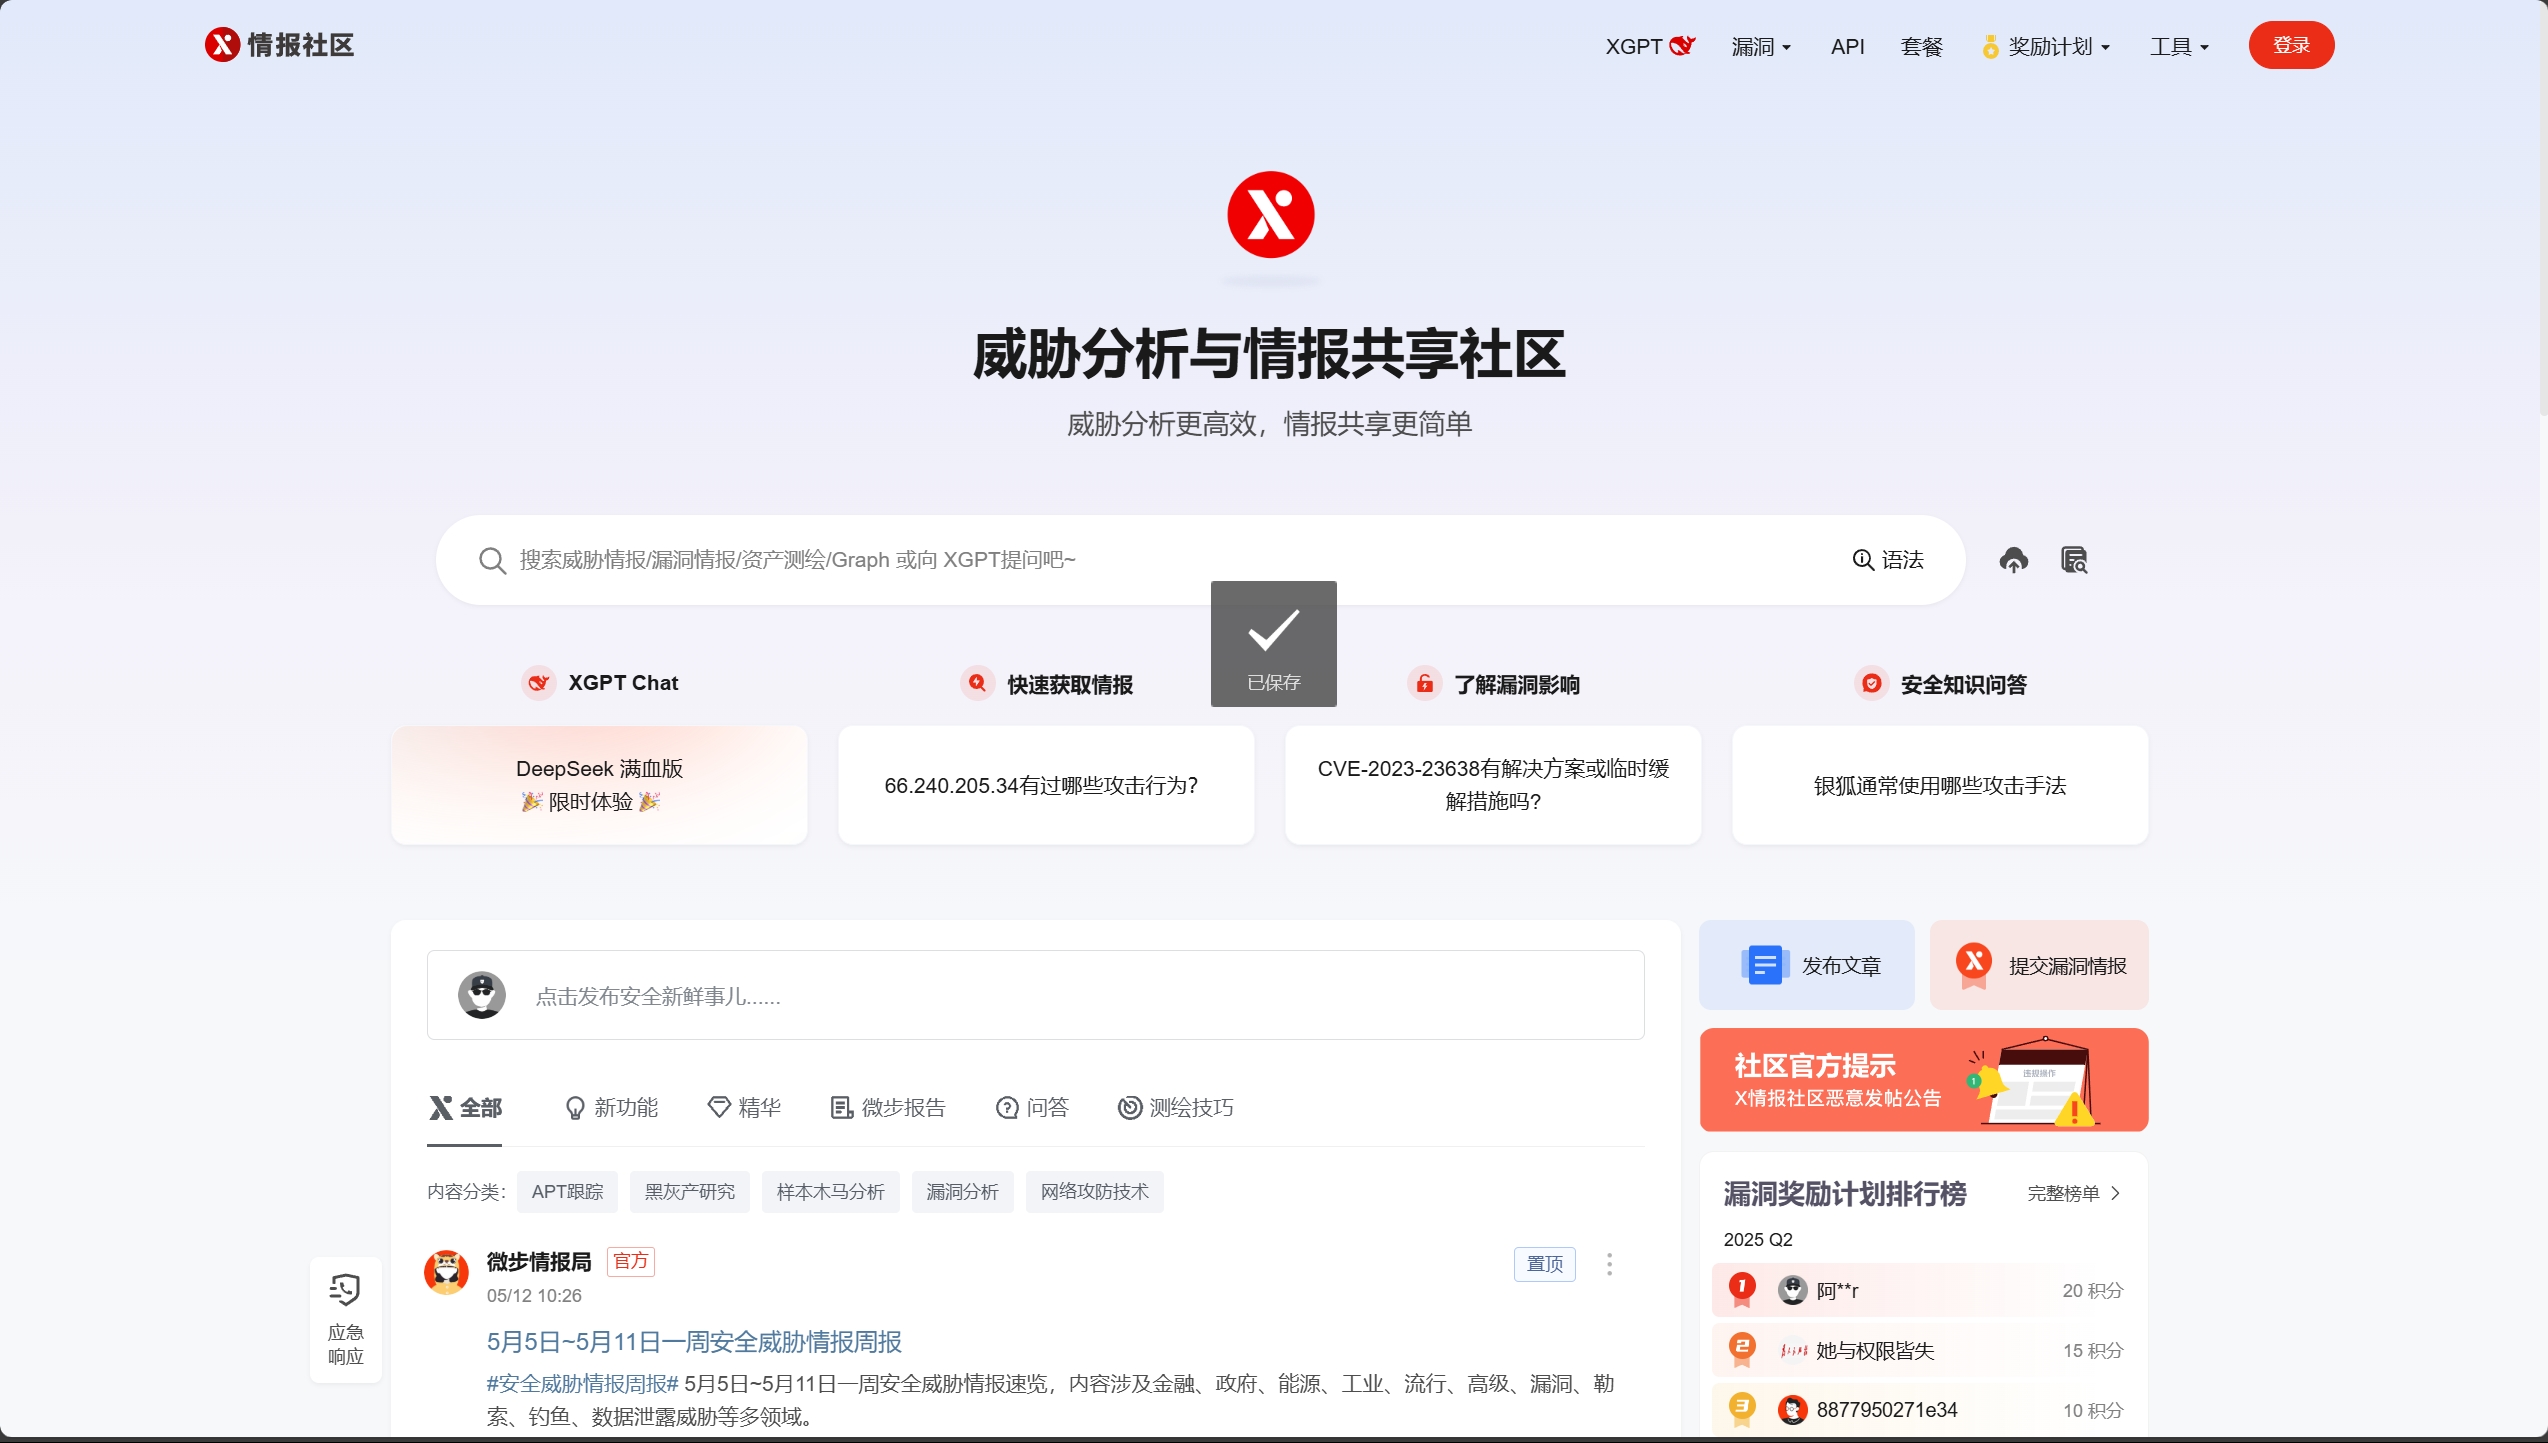 情报社区
XGPT
漏洞
API
套餐
奖励计划
工具
登录
威胁分析与情报共享社区
威胁分析更高效，情报共享更简单
搜索威胁情报/漏洞情报/资产测绘/Graph 或向 XGPT提问吧~
语法
已保存
XGPT Chat
快速获取情报
了解漏洞影响
安全知识问答
DeepSeek 满血版
🎉 限时体验 🎉
66.240.205.34有过哪些攻击行为?
CVE-2023-23638有解决方案或临时缓
解措施吗?
银狐通常使用哪些攻击手法
点击发布安全新鲜事儿......
发布文章
提交漏洞情报
社区官方提示
X情报社区恶意发帖公告
违规操作
1
全部
新功能
精华
微步报告
问答
测绘技巧
内容分类：
APT跟踪
黑灰产研究
样本木马分析
漏洞分析
网络攻防技术
微步情报局
官方
置顶
05/12 10:26
5月5日~5月11日一周安全威胁情报周报
#安全威胁情报周报# 5月5日~5月11日一周安全威胁情报速览，内容涉及金融、政府、能源、工业、流行、高级、漏洞、勒
索、钓鱼、数据泄露威胁等多领域。
应急
响应
漏洞奖励计划排行榜
完整榜单
2025 Q2
1
阿**r
20 积分
2
她与权限皆失
15 积分
3
8877950271e34
10 积分